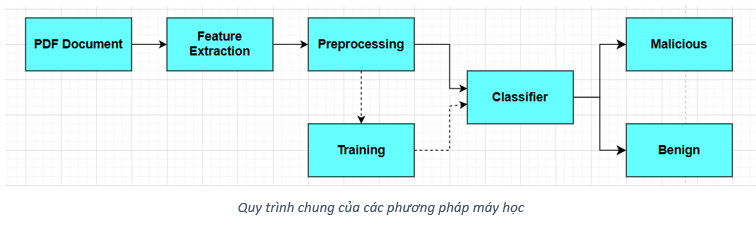 PDF Document
Feature
Extraction
Preprocessing
Malicious
Classifier
Training
Benign
Quy trình chung của các phương pháp máy học